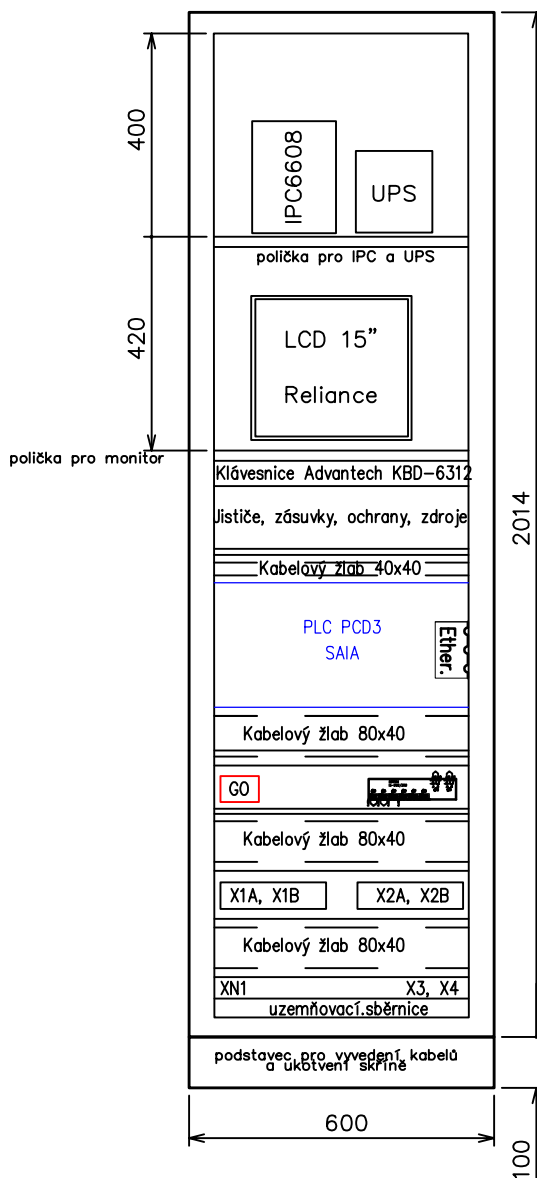 400
IPC6608
UPS
polička pro IPC a UPS
420
LCD 15”
Reliance
polička pro monitor
Klávesnice Advantech KBD-6312
Jističe, zásuvky, ochrany, zdroje
2014
Kabelový žlab 40x40
PLC PCD3
SAIA
Ether.
Kabelový žlab 80x40
GO
Kabelový žlab 80x40
X1A, X1B
X2A, X2B
Kabelový žlab 80x40
XN1
X3, X4
uzemňovací.sběrnice
podstavec pro vyvedení kabelů
a ukotvení skříně
600
100